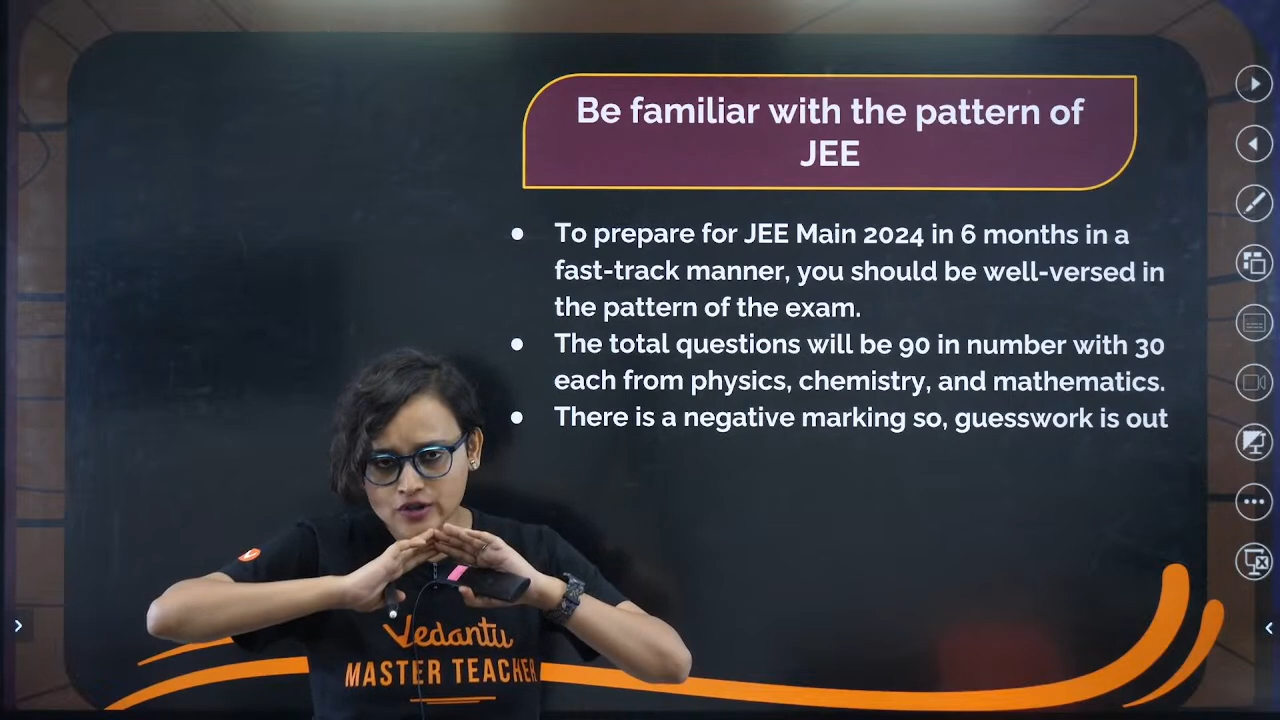 Be familiar with the pattern of
JEE
● To prepare for JEE Main 2024 in 6 months in a
fast-track manner, you should be well-versed in
the pattern of the exam.
● The total questions will be 90 in number with 30
each from physics, chemistry, and mathematics.
● There is a negative marking so, guesswork is out
Vedantu
MASTER TEACHER